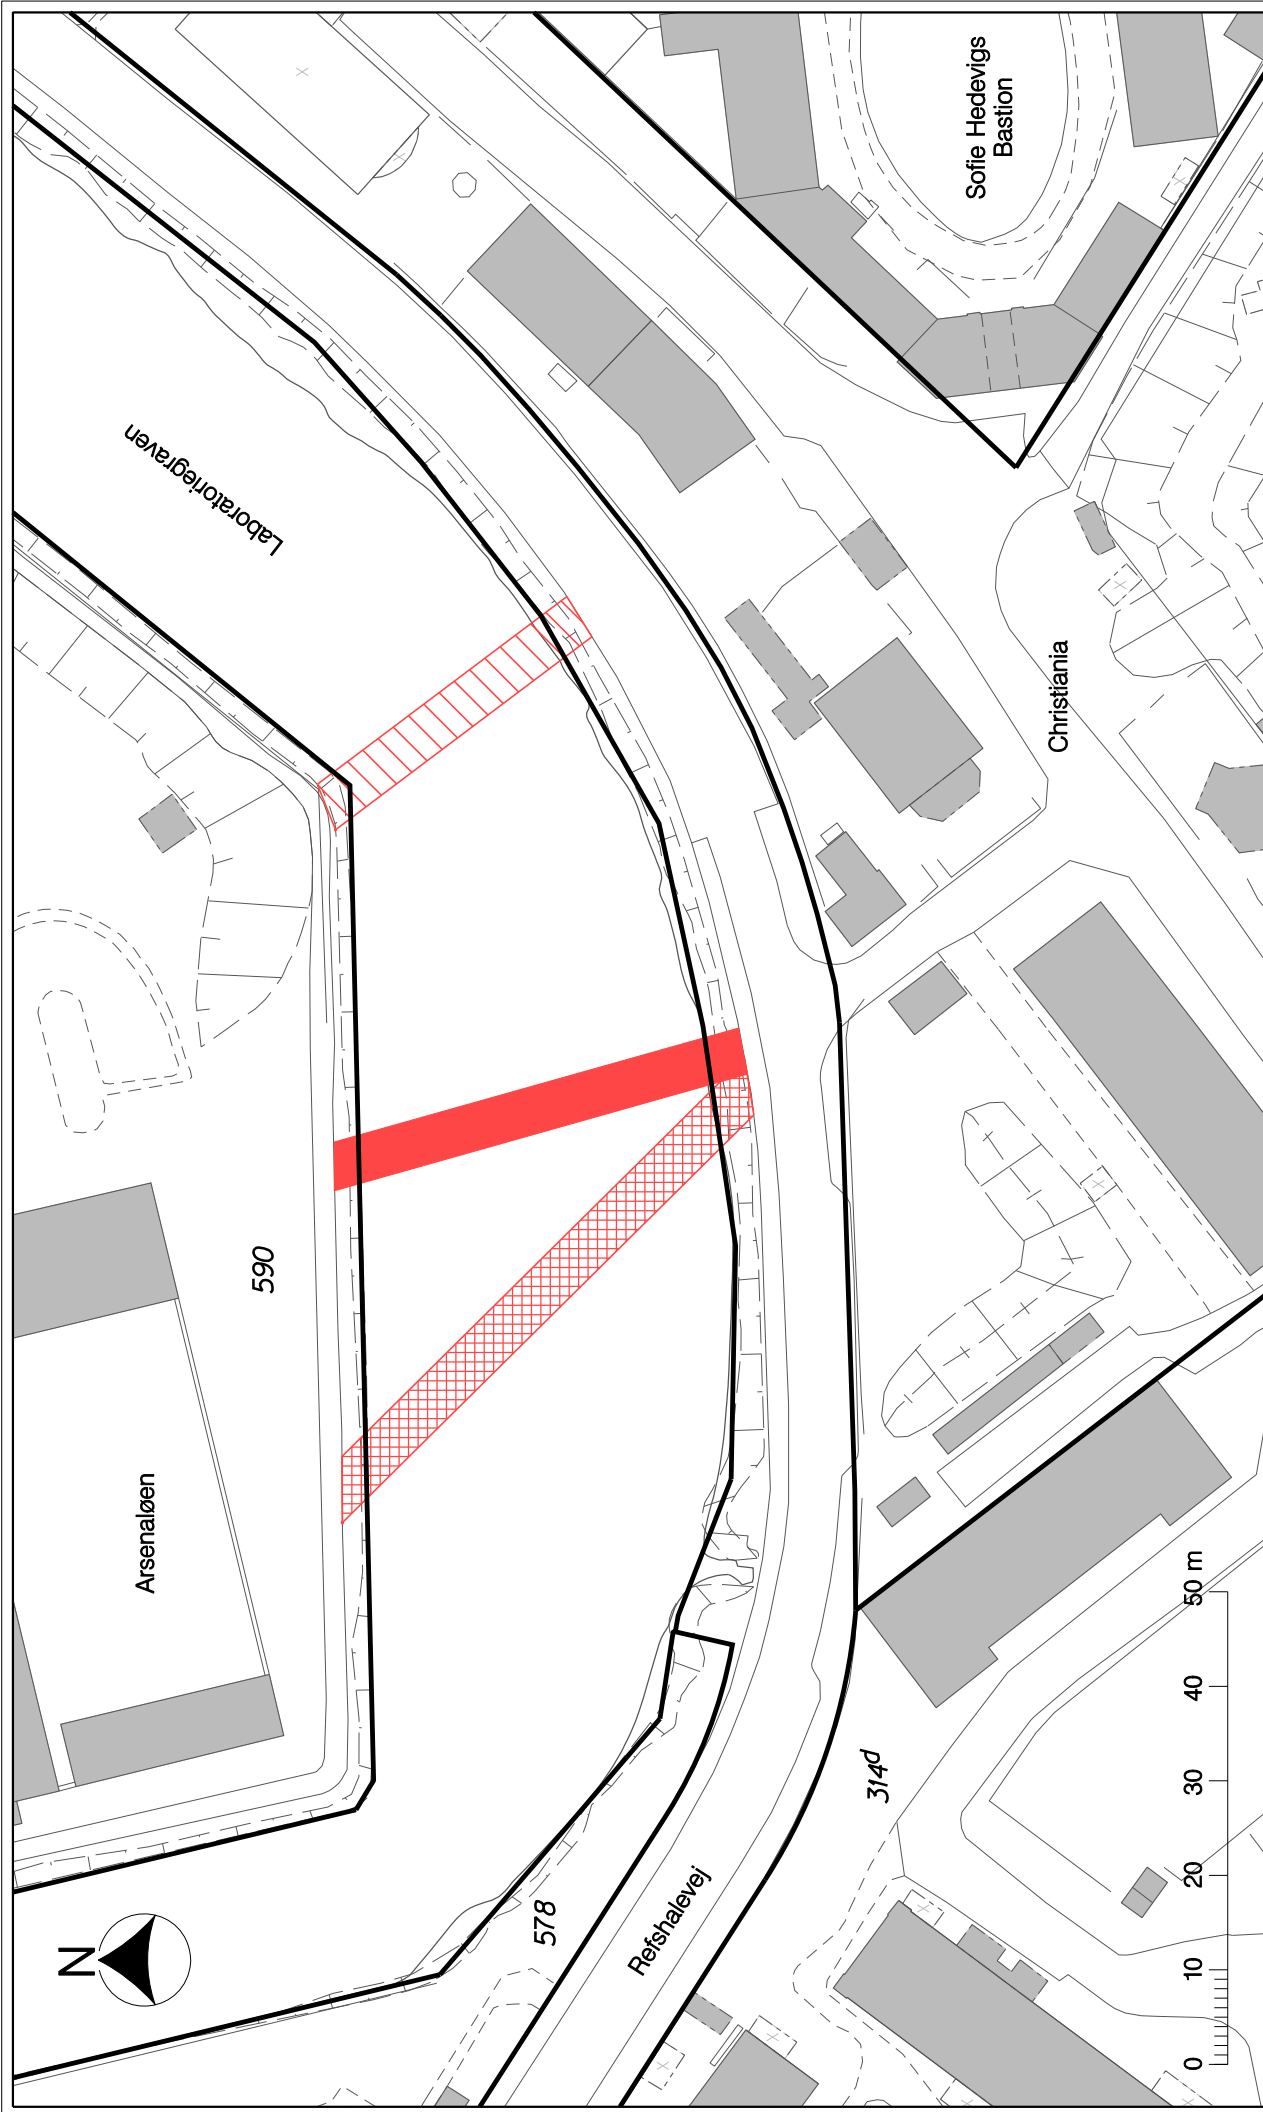 Sofie Hedevigs
Bastion
Laboratoriegraven
Christiania
590
Arsenaløen
N
578
Refshalevej
314d
0 10 20 30 40 50 m